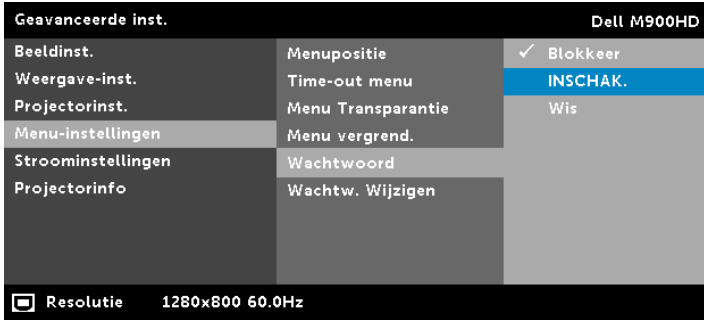 Geavanceerde inst. Dell M900HD
Beeldinst. Menupositie Blokkeer
Weergave-inst. Time-out menu INSCHAK.
Projectorinst. Menu Transparantie Wis
Menu-instellingen Menu vergrend.
Stroominstellingen Wachtwoord
Projectorinfo Wachtw. Wijzigen
Resolutie 1280x800 60.0Hz